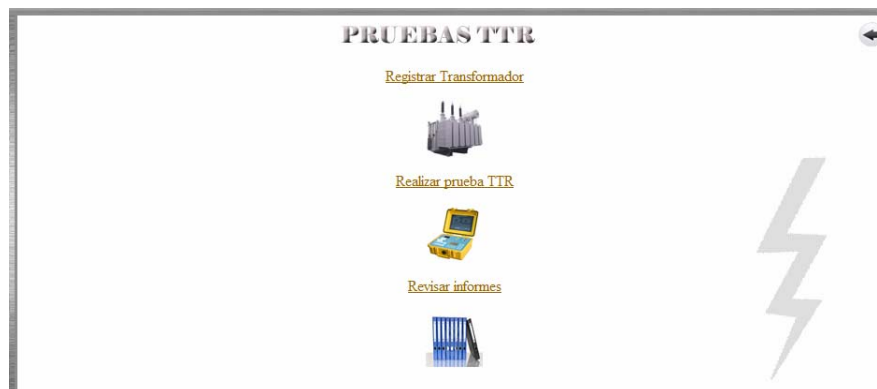 PRUEBAS TTR
Registrar Transformador
Realizar prueba TTR
Revisar informes